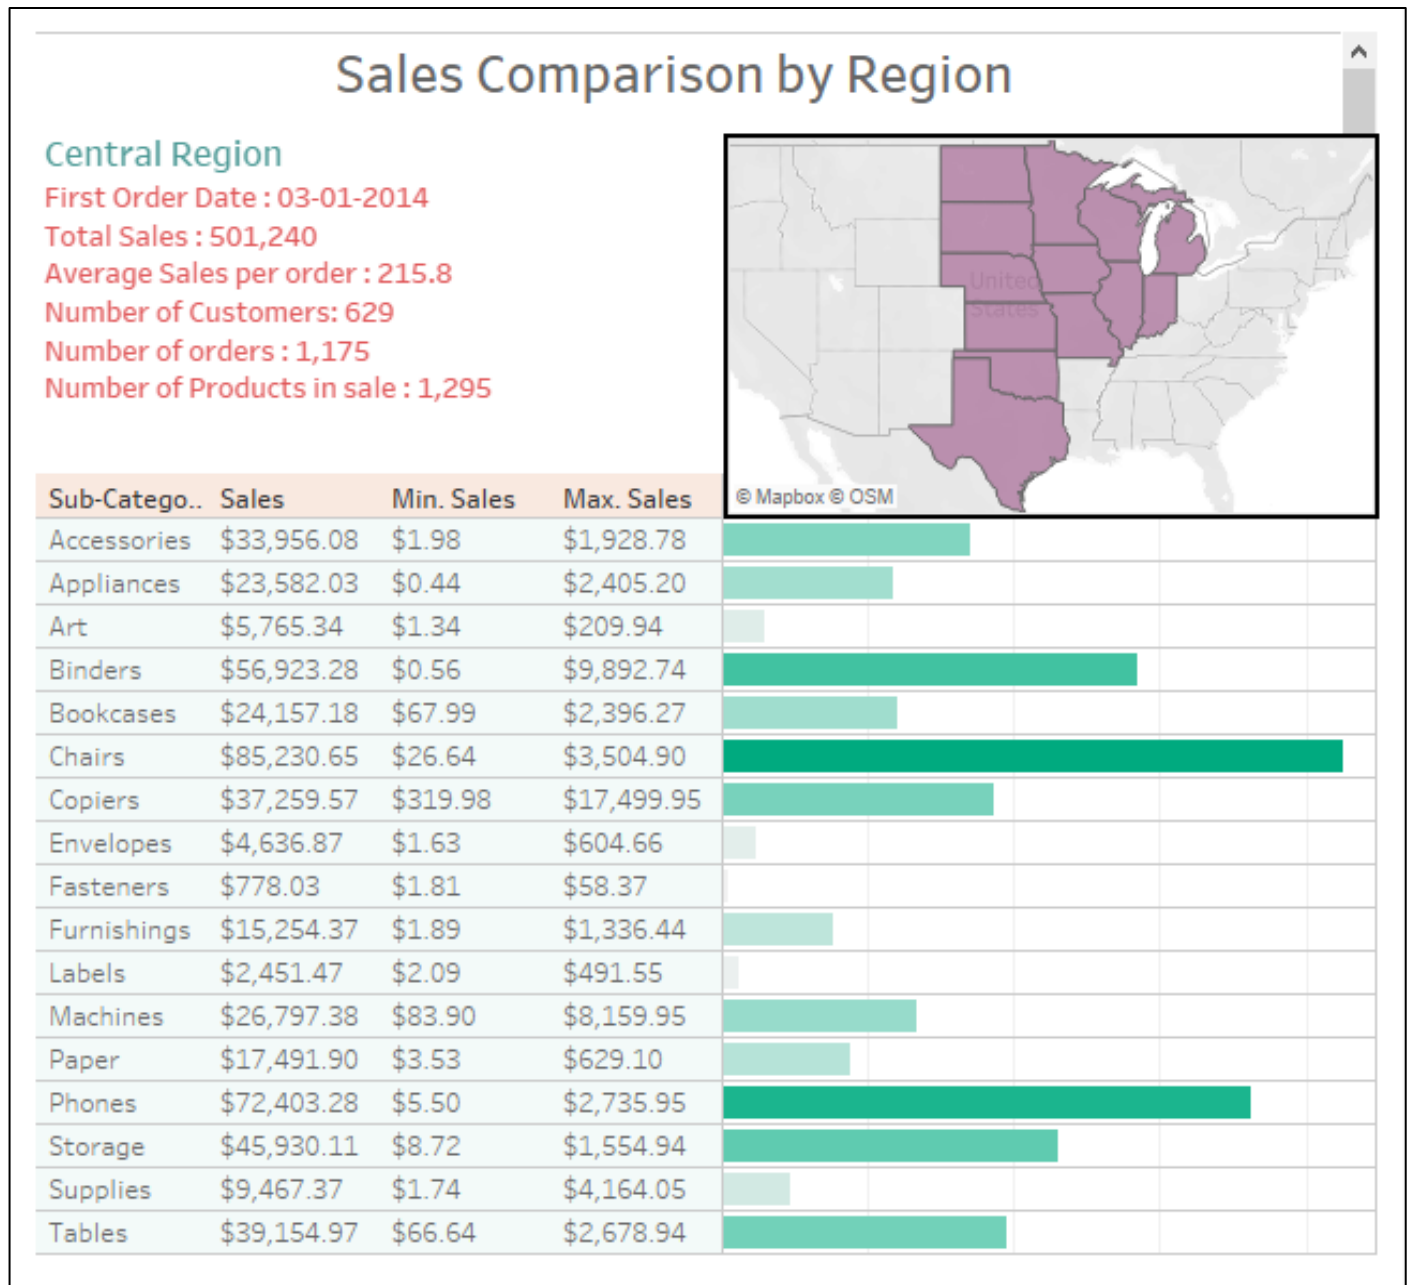 Sales Comparison by Region
Central Region
First Order Date : 03-01-2014
Total Sales : 501,240
Average Sales per order : 215.8
Number of Customers: 629
Number of orders : 1,175
Number of Products in sale : 1,295
United
States
© Mapbox © OSM
Sub-Catego.. Sales Min. Sales Max. Sales
Accessories $33,956.08 $1.98 $1,928.78
Appliances $23,582.03 $0.44 $2,405.20
Art $5,765.34 $1.34 $209.94
Binders $56,923.28 $0.56 $9,892.74
Bookcases $24,157.18 $67.99 $2,396.27
Chairs $85,230.65 $26.64 $3,504.90
Copiers $37,259.57 $319.98 $17,499.95
Envelopes $4,636.87 $1.63 $604.66
Fasteners $778.03 $1.81 $58.37
Furnishings $15,254.37 $1.89 $1,336.44
Labels $2,451.47 $2.09 $491.55
Machines $26,797.38 $83.90 $8,159.95
Paper $17,491.90 $3.53 $629.10
Phones $72,403.28 $5.50 $2,735.95
Storage $45,930.11 $8.72 $1,554.94
Supplies $9,467.37 $1.74 $4,164.05
Tables $39,154.97 $66.64 $2,678.94